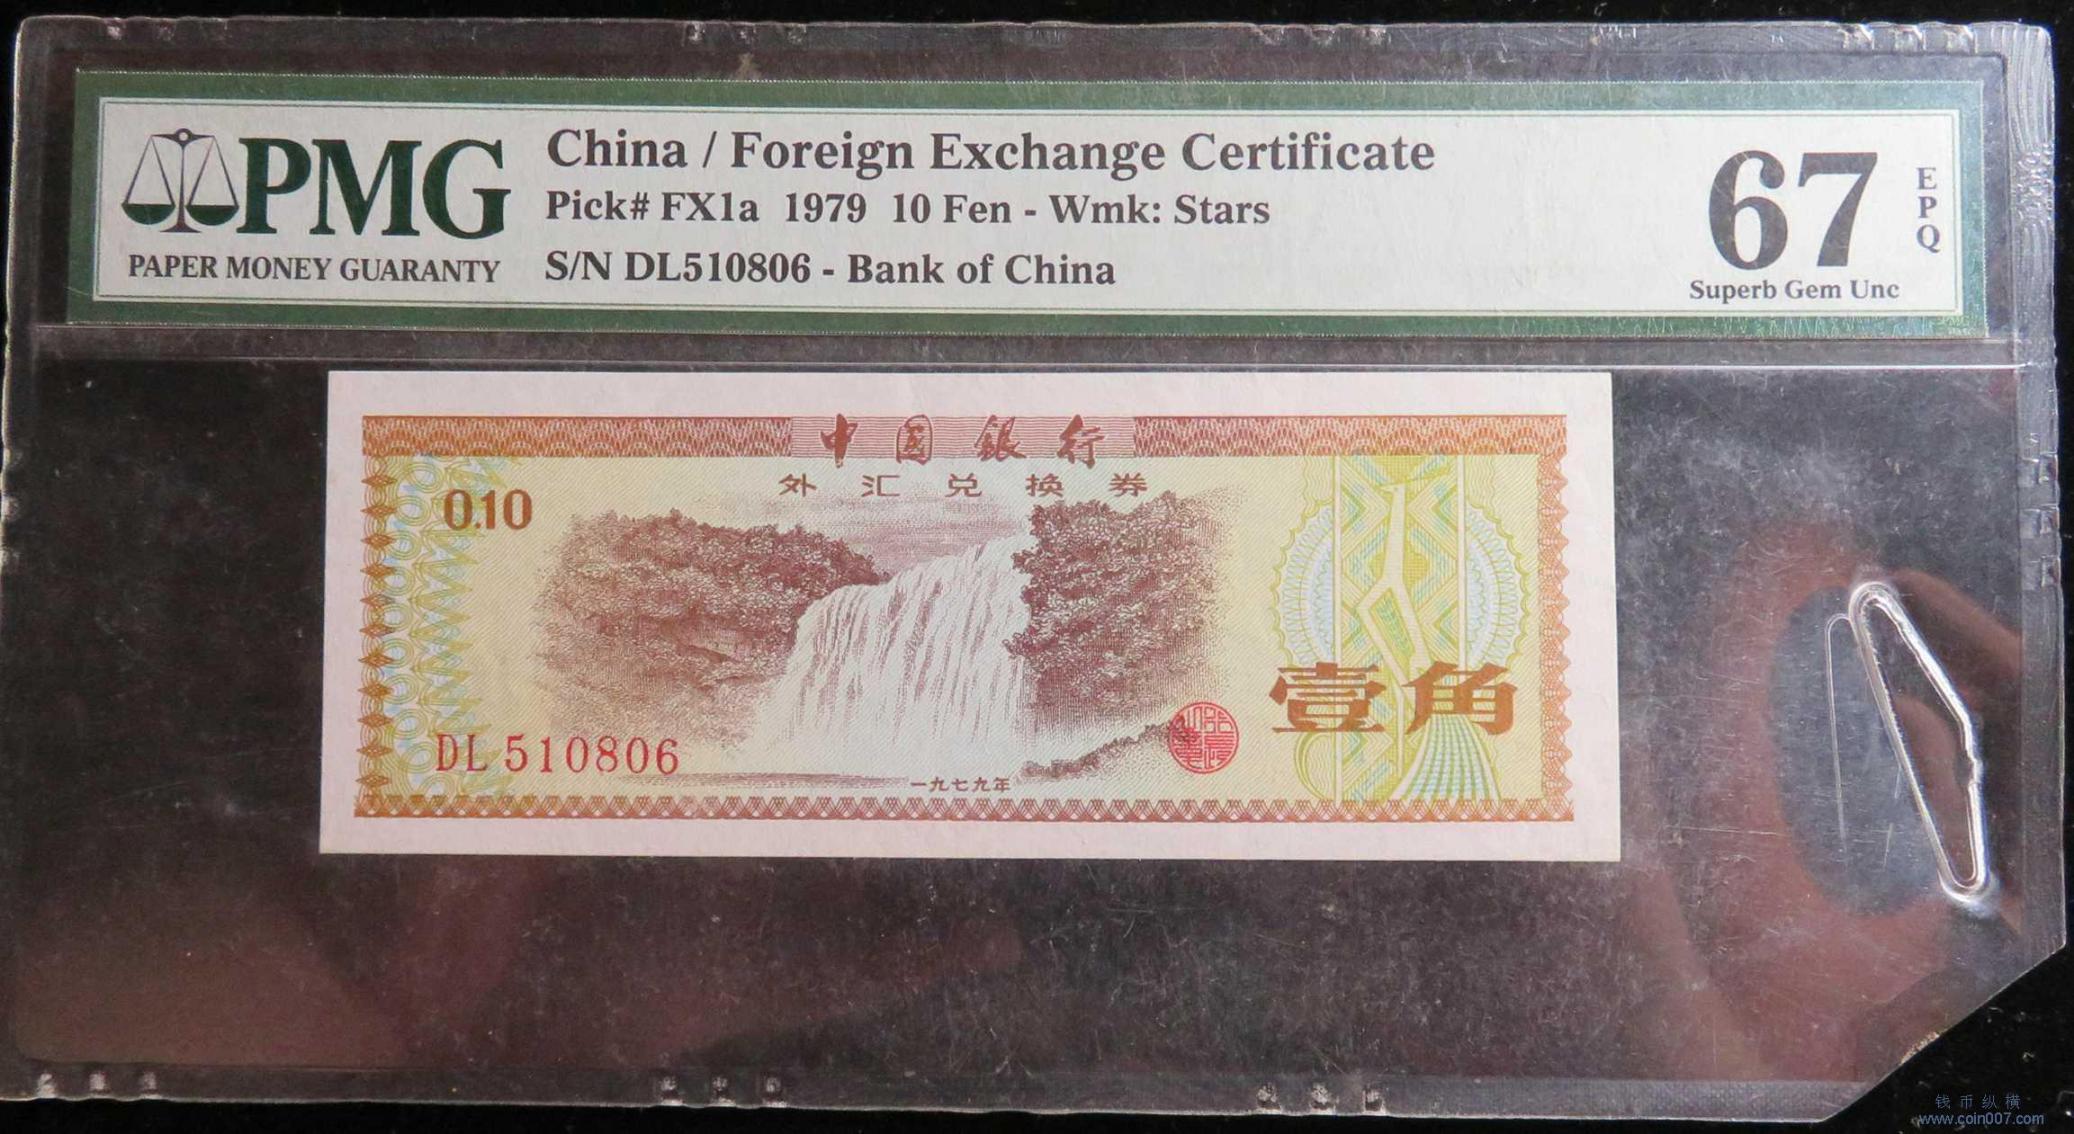 PMG
PAPER MONEY GUARANTY
China / Foreign Exchange Certificate
Pick# FX1a 1979 10 Fen - Wmk: Stars
S/N DL510806 - Bank of China
67
EPQ
Superb Gem Unc
中国銀行
外汇兑换券
0.10
壹角
DL 510806
一九七九年
钱币纵横
www.coin007.com